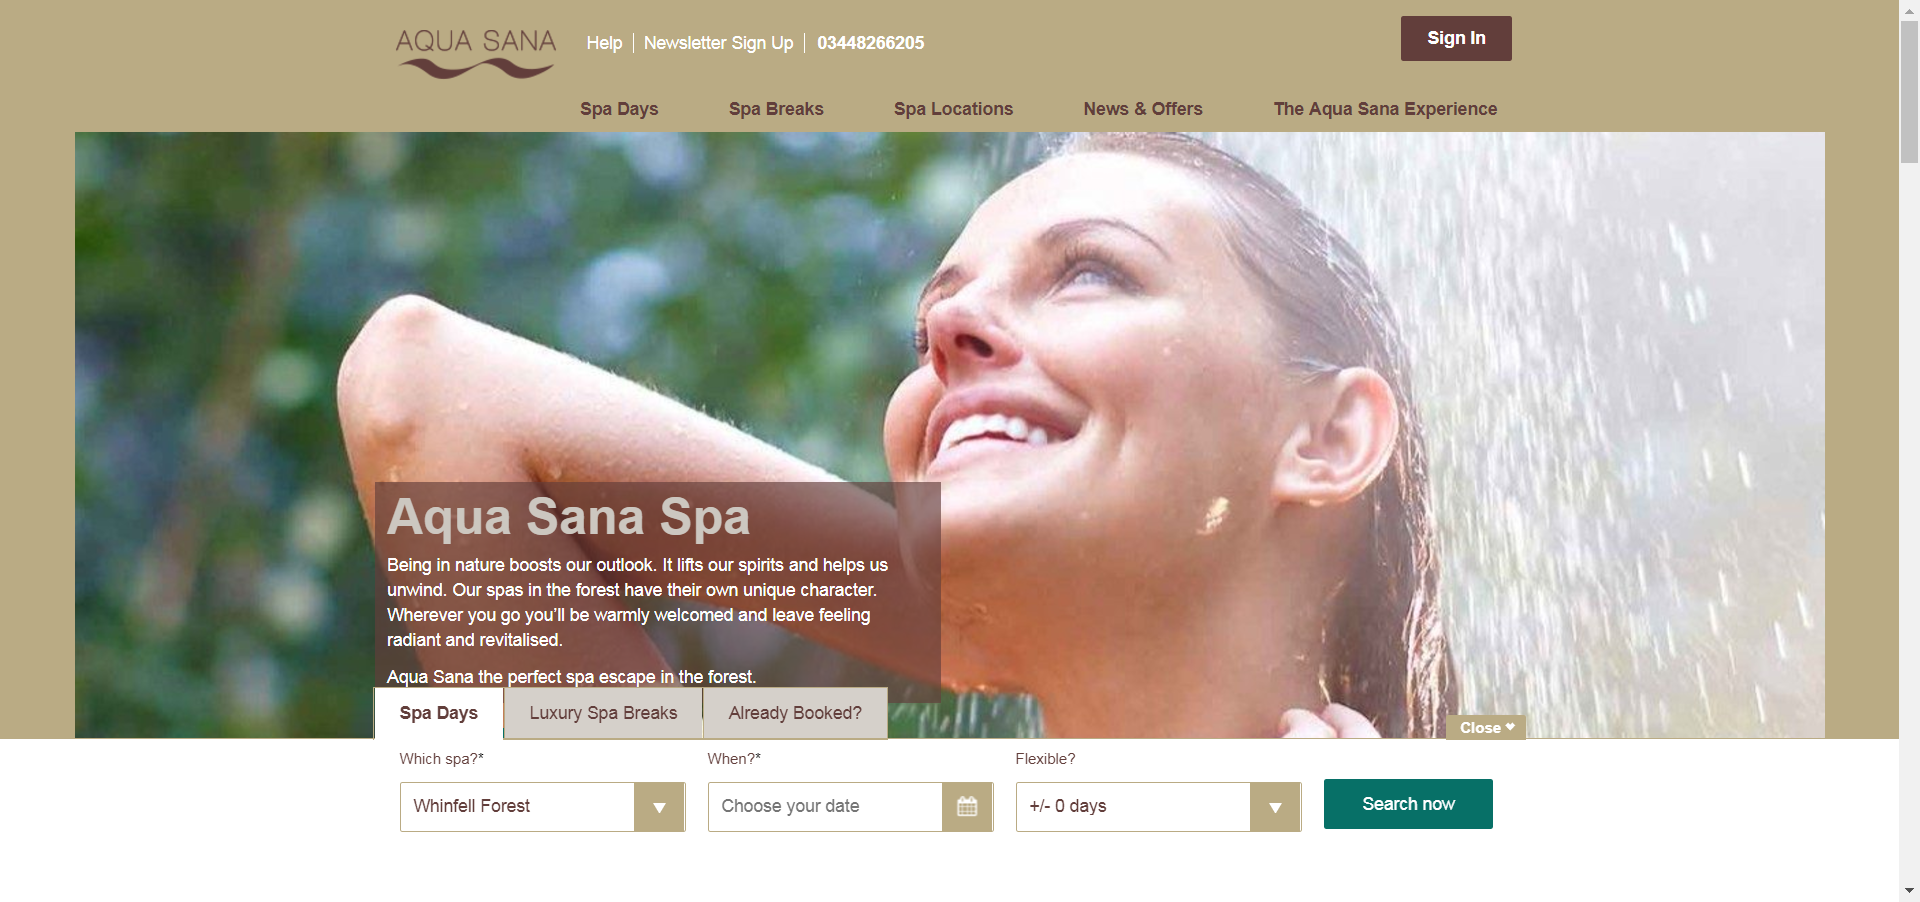 AQUA SANA
Help
Newsletter Sign Up
03448266205
Sign In
Spa Days
Spa Breaks
Spa Locations
News & Offers
The Aqua Sana Experience
Aqua Sana Spa
Being in nature boosts our outlook. It lifts our spirits and helps us
unwind. Our spas in the forest have their own unique character.
Wherever you go you’ll be warmly welcomed and leave feeling
radiant and revitalised.
Aqua Sana the perfect spa escape in the forest.
Spa Days
Luxury Spa Breaks
Already Booked?
Close
Which spa?*
When?*
Flexible?
Whinfell Forest
Choose your date
+/- 0 days
Search now